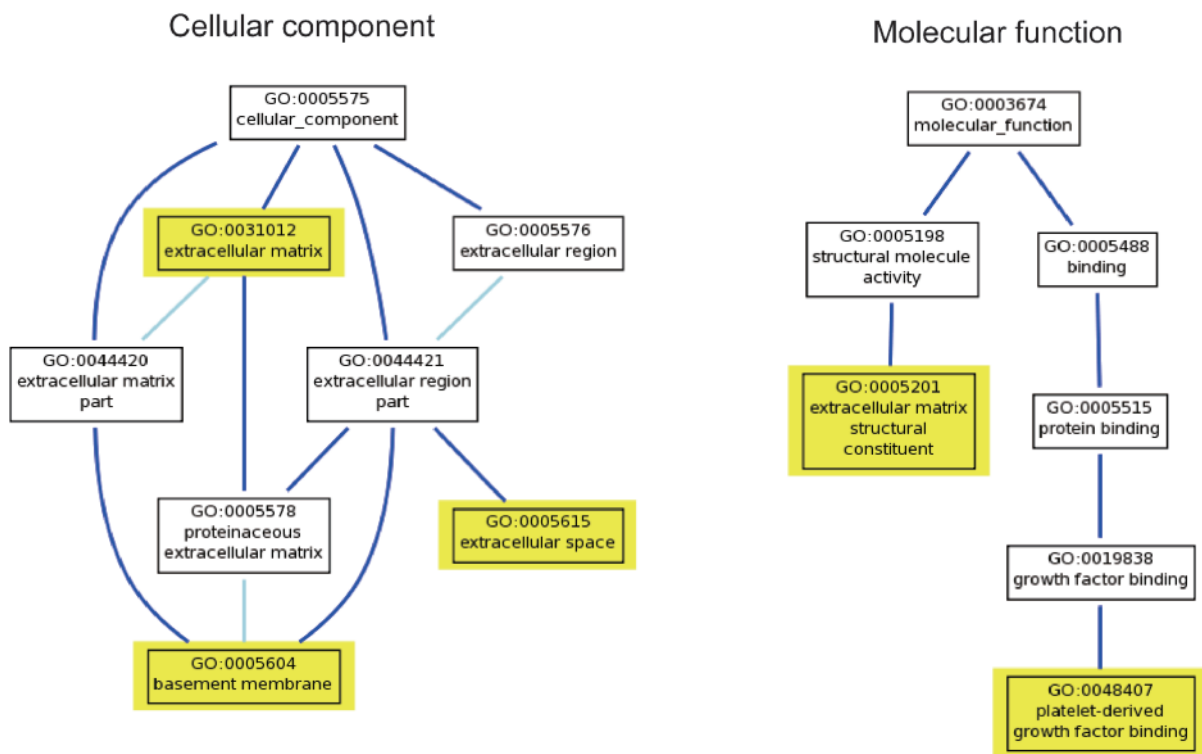 Cellular component
GO:0005575
cellular_component
GO:0031012
extracellular matrix
GO:0005576
extracellular region
GO:0044420
extracellular matrix
part
GO:0044421
extracellular region
part
GO:0005578
proteinaceous
extracellular matrix
GO:0005615
extracellular space
GO:0005604
basement membrane
Molecular function
GO:0003674
molecular_function
GO:0005198
structural molecule
activity
GO:0005488
binding
GO:0005201
extracellular matrix
structural
constituent
GO:0005515
protein binding
GO:0019838
growth factor binding
GO:0048407
platelet-derived
growth factor binding